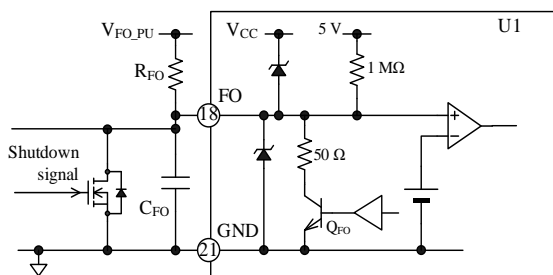 U1
V_FO_PU
V_CC
5 V
R_FO
1 MΩ
FO
18
Shutdown
signal
50 Ω
C_FO
Q_FO
GND
21
+
−